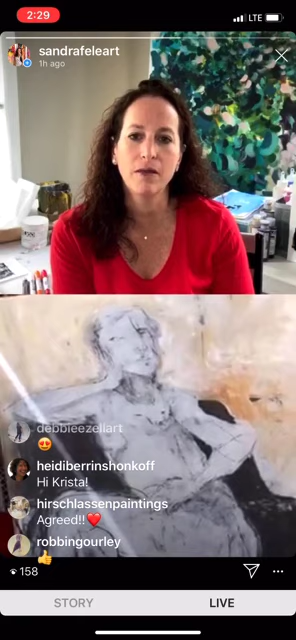 2:29
LTE
sandrafeleart
1h ago
debbieezellart
😍
heidiberrinshonkoff
Hi Krista!
hirschlassenpaintings
Agreed!!❤️
robbingourley
👍
158
STORY
LIVE